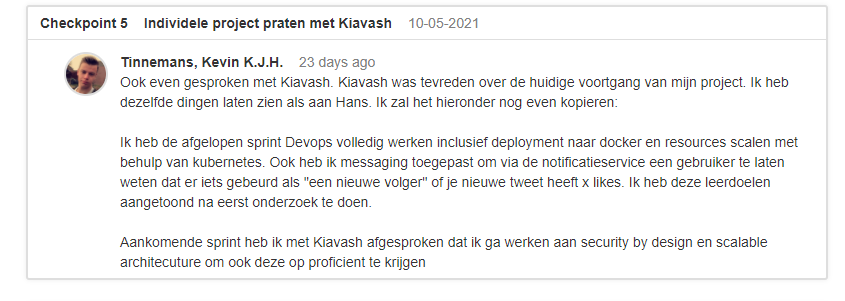 Checkpoint 5 Individele project praten met Kiavash 10-05-2021
Tinnemans, Kevin K.J.H. 23 days ago
Ook even gesproken met Kiavash. Kiavash was tevreden over de huidige voortgang van mijn project. Ik heb
dezelfde dingen laten zien als aan Hans. Ik zal het hieronder nog even kopieren:
Ik heb de afgelopen sprint Devops volledig werken inclusief deployment naar docker en resources scalen met
behulp van kubernetes. Ook heb ik messaging toegepast om via de notificatieservice een gebruiker te laten
weten dat er iets gebeurd als "een nieuwe volger" of je nieuwe tweet heeft x likes. Ik heb deze leerdoelen
aangetoond na eerst onderzoek te doen.
Aankomende sprint heb ik met Kiavash afgesproken dat ik ga werken aan security by design en scalable
architecuture om ook deze op proficient te krijgen